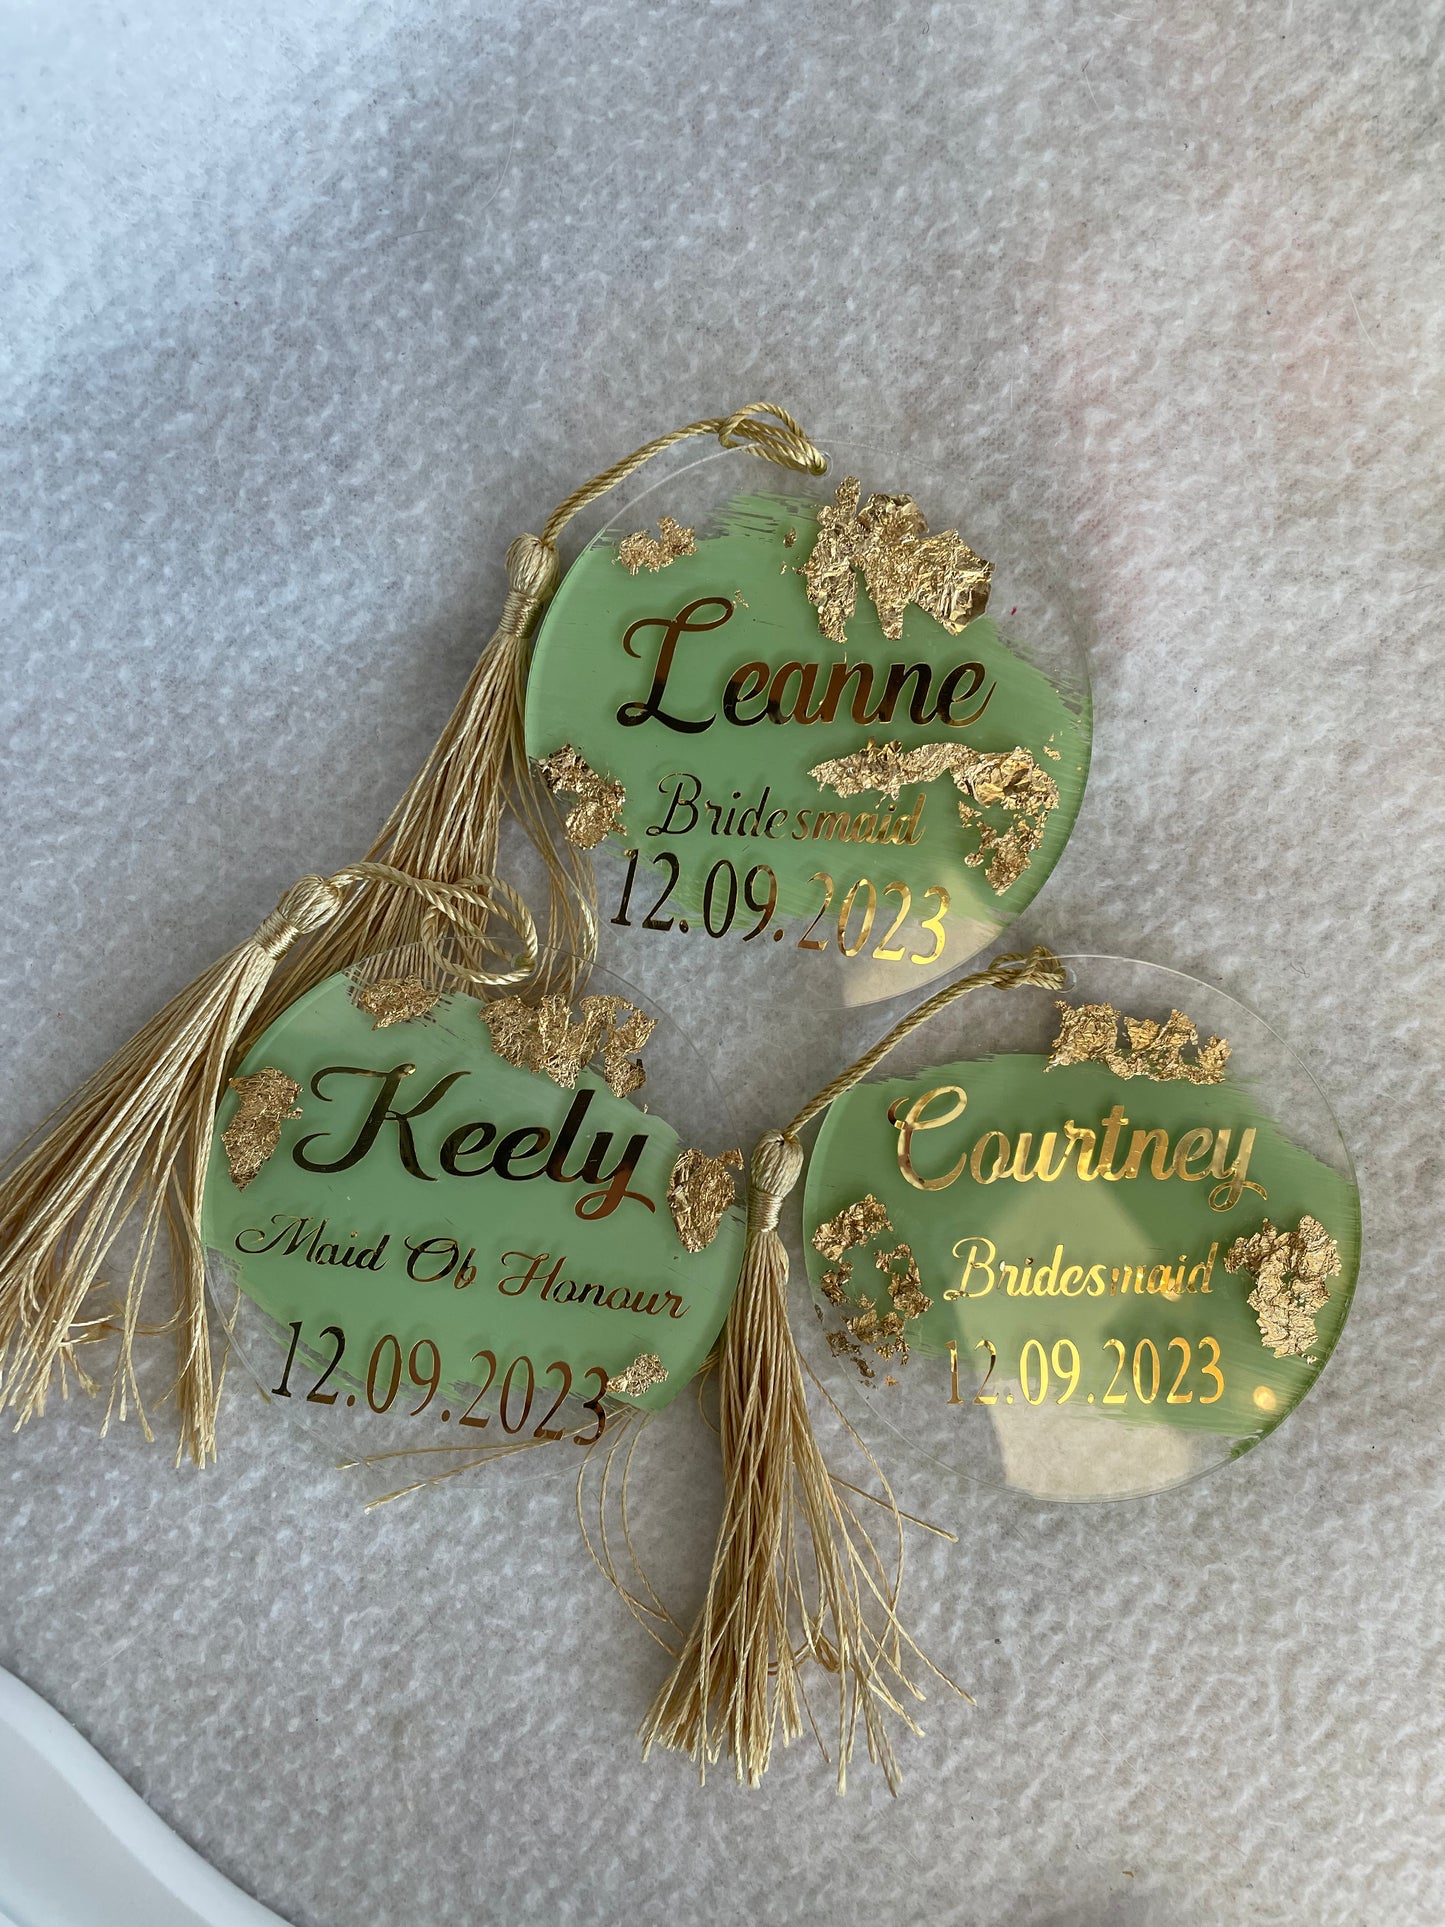 Leanne
Bridesmaid
12.09.2023
Keely
Maid Of Honour
12.09.2023
Courtney
Bridesmaid
12.09.2023